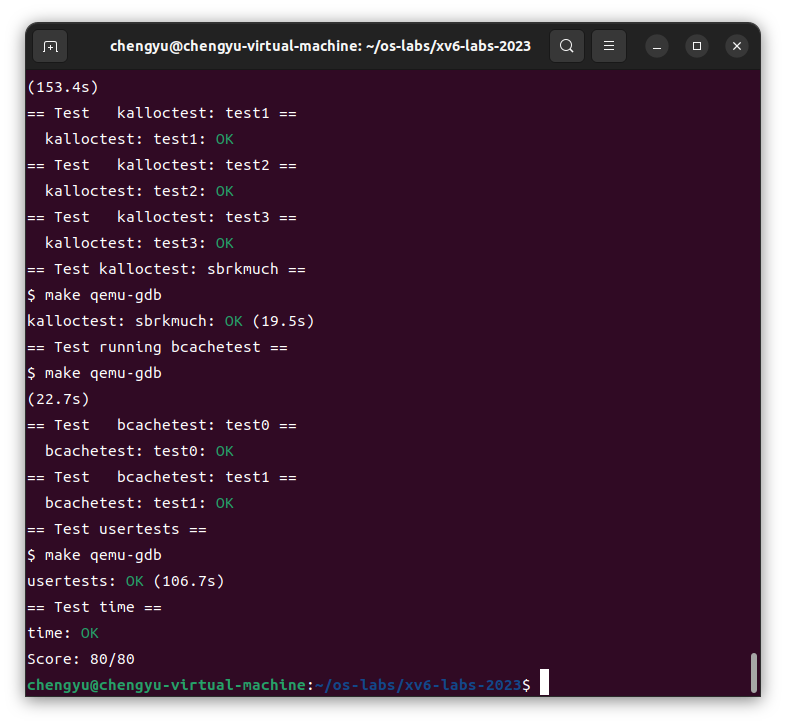 chengyu@chengyu-virtual-machine: ~/os-labs/xv6-labs-2023
(153.4s)
== Test   kalloctest: test1 ==
  kalloctest: test1: OK
== Test   kalloctest: test2 ==
  kalloctest: test2: OK
== Test   kalloctest: test3 ==
  kalloctest: test3: OK
== Test kalloctest: sbrkmuch ==
$ make qemu-gdb
kalloctest: sbrkmuch: OK (19.5s)
== Test running bcachetest ==
$ make qemu-gdb
(22.7s)
== Test   bcachetest: test0 ==
  bcachetest: test0: OK
== Test   bcachetest: test1 ==
  bcachetest: test1: OK
== Test usertests ==
$ make qemu-gdb
usertests: OK (106.7s)
== Test time ==
time: OK
Score: 80/80
chengyu@chengyu-virtual-machine:~/os-labs/xv6-labs-2023$